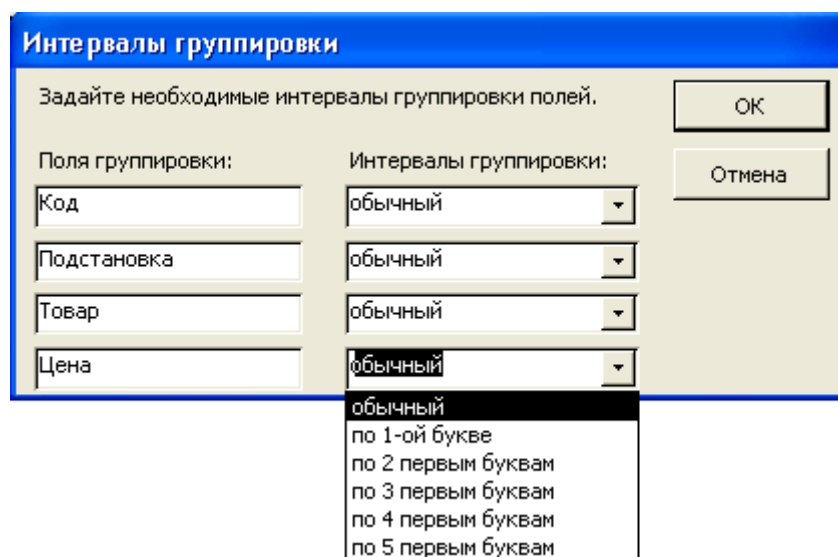 Интервалы группировки
Задайте необходимые интервалы группировки полей.
ОК
Отмена
Поля группировки: Интервалы группировки:
Код обычный
Подстановка обычный
Товар обычный
Цена обычный
обычный
по 1-ой букве
по 2 первым буквам
по 3 первым буквам
по 4 первым буквам
по 5 первым буквам